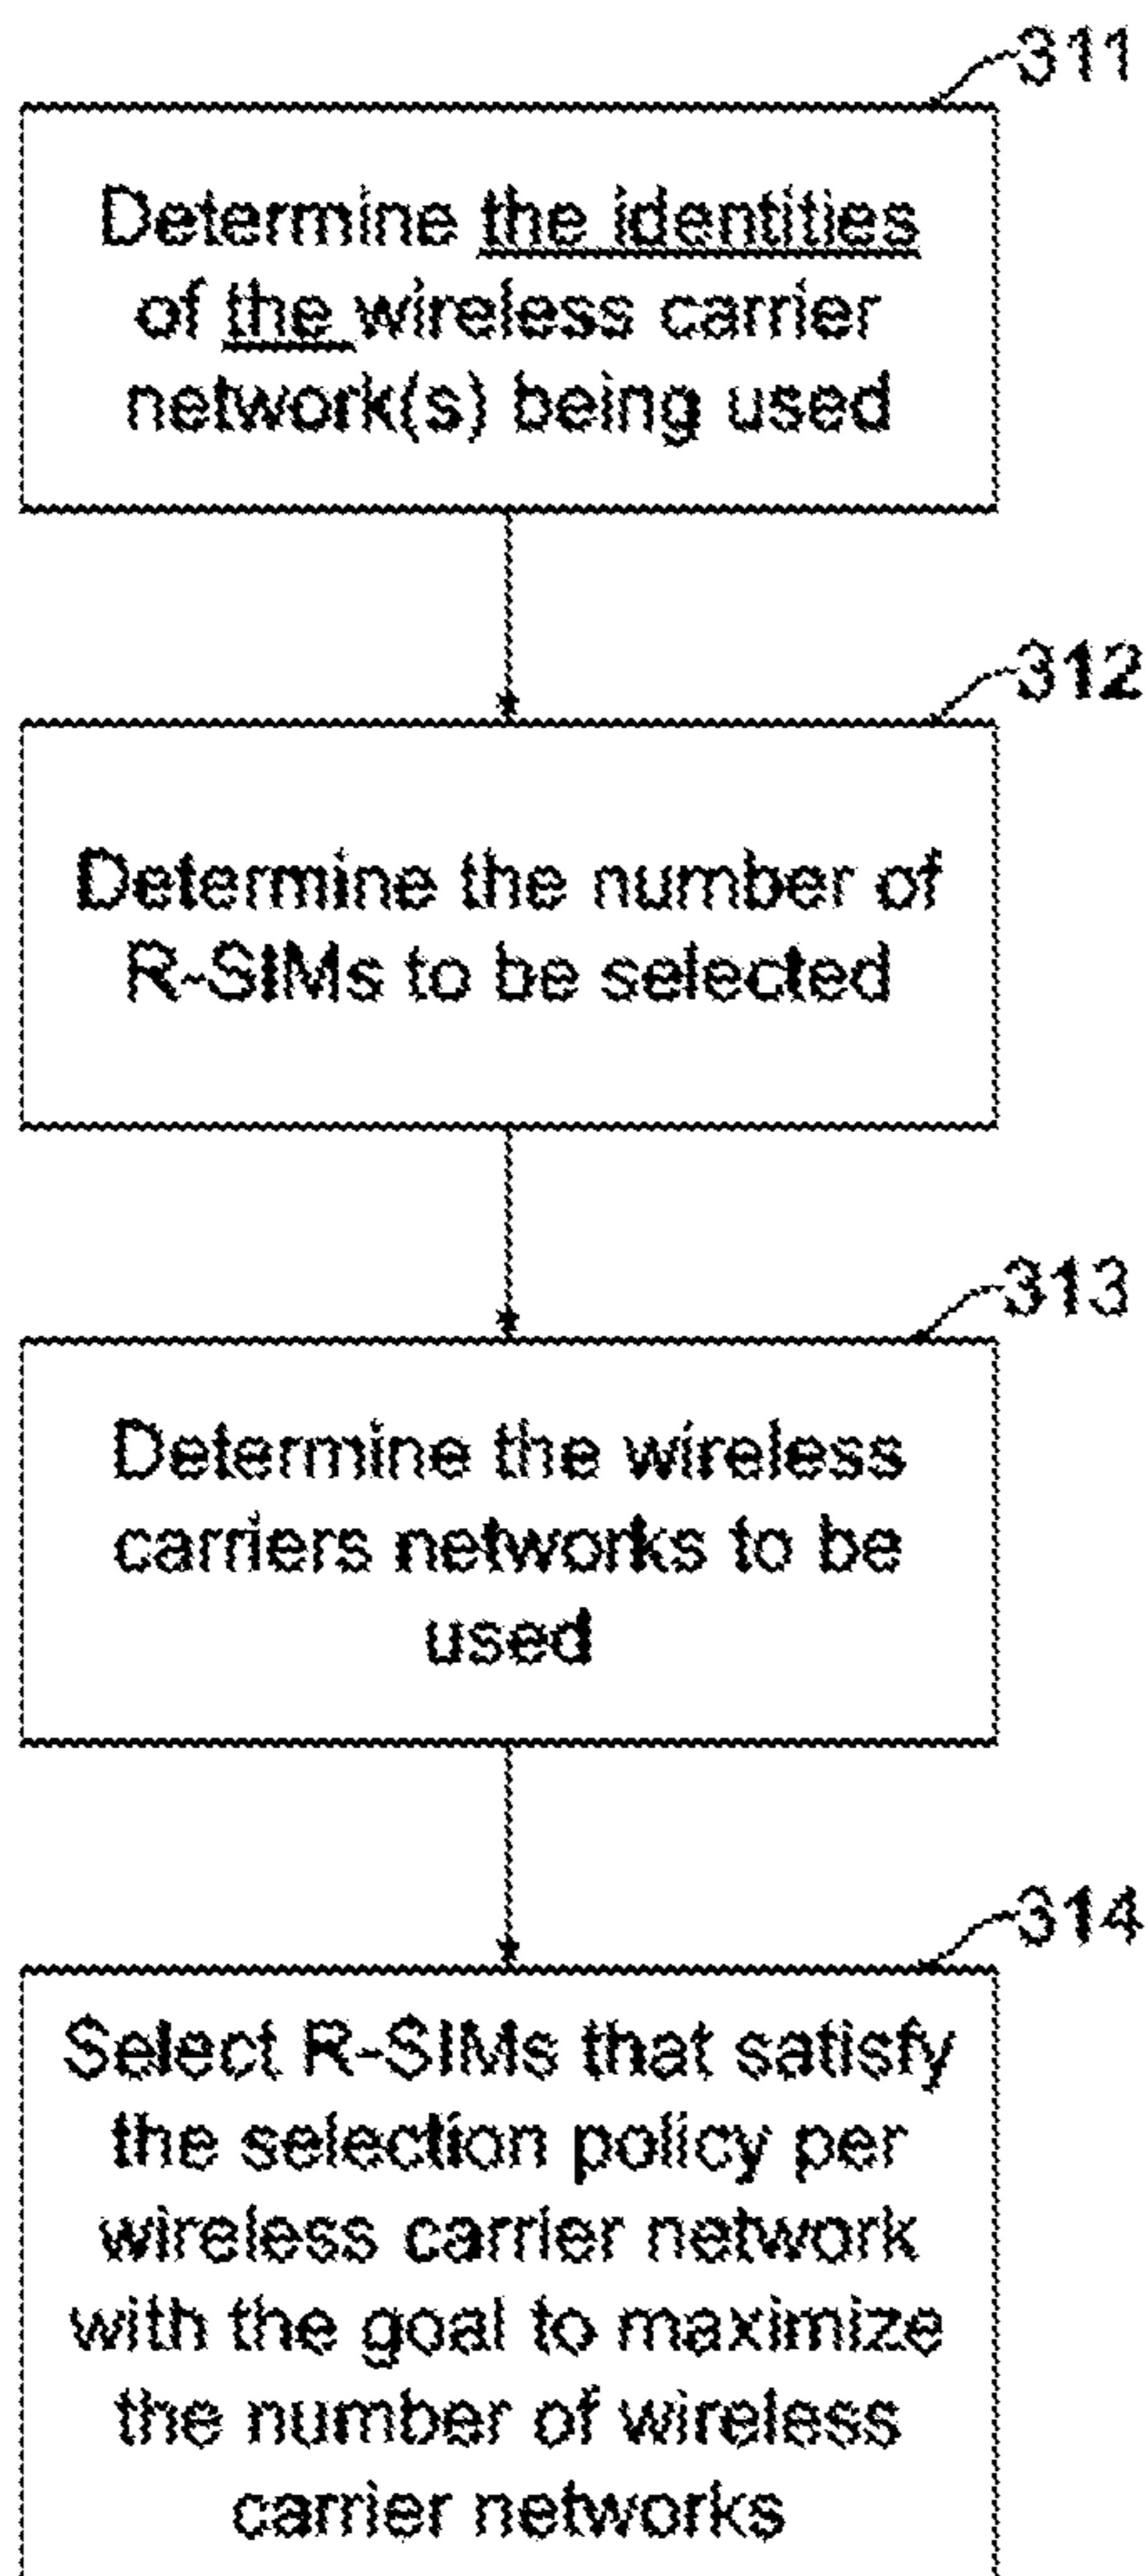 311
Determine the identities
of the wireless carrier
network(s) being used
312
Determine the number of
R-SIMs to be selected
313
Determine the wireless
carriers networks to be
used
314
Select R-SIMs that satisfy
the selection policy per
wireless carrier network
with the goal to maximize
the number of wireless
carrier networks